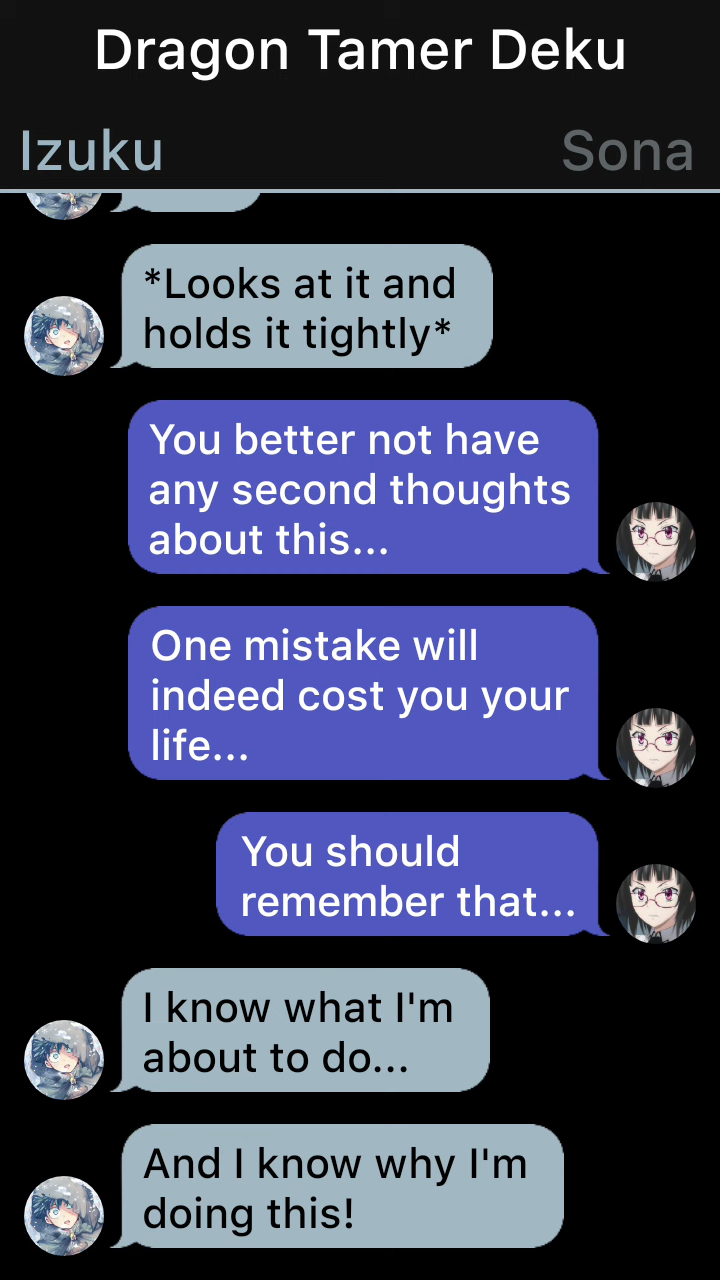 Dragon Tamer Deku
Izuku
Sona
*Looks at it and
holds it tightly*
You better not have
any second thoughts
about this...
One mistake will
indeed cost you your
life...
You should
remember that...
I know what I'm
about to do...
And I know why I'm
doing this!